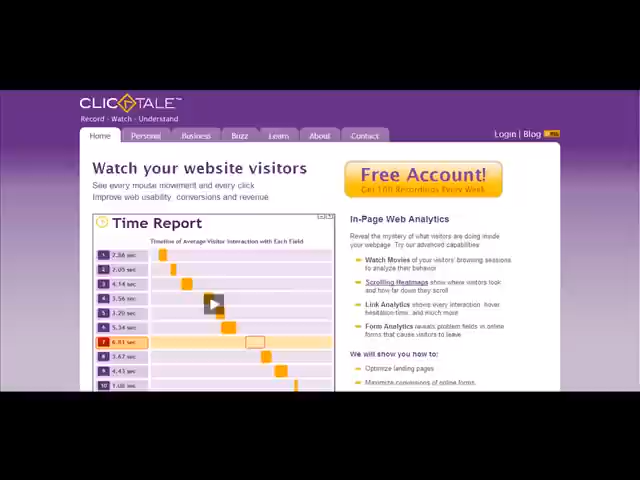 CLICKTALE™
Record - Watch - Understand
Home Personal Business Buzz Learn About Contact
Login | Blog
Watch your website visitors
See every mouse movement and every click
Improve web usability conversions and revenue
Free Account!
Get 100 Recordings Every Week
Time Report
Timeline of Average Visitor Interaction with Each Field
1 2.86 sec
2 2.05 sec
3 4.14 sec
4 3.56 sec
5 3.20 sec
6 5.34 sec
7 6.81 sec
8 3.67 sec
9 4.43 sec
10 1.08 sec
In-Page Web Analytics
Reveal the mystery of what visitors are doing inside
your webpage. Try our advanced capabilities
Watch Movies of your visitors' browsing sessions
to analyze their behavior
Scrolling Heatmaps show where visitors look
and how far down they scroll
Link Analytics shows every interaction hover
hesitation time, and much more
Form Analytics reveals problem fields in online
forms that cause visitors to leave
We will show you how to:
Optimize landing pages
Maximize conversions of online forms